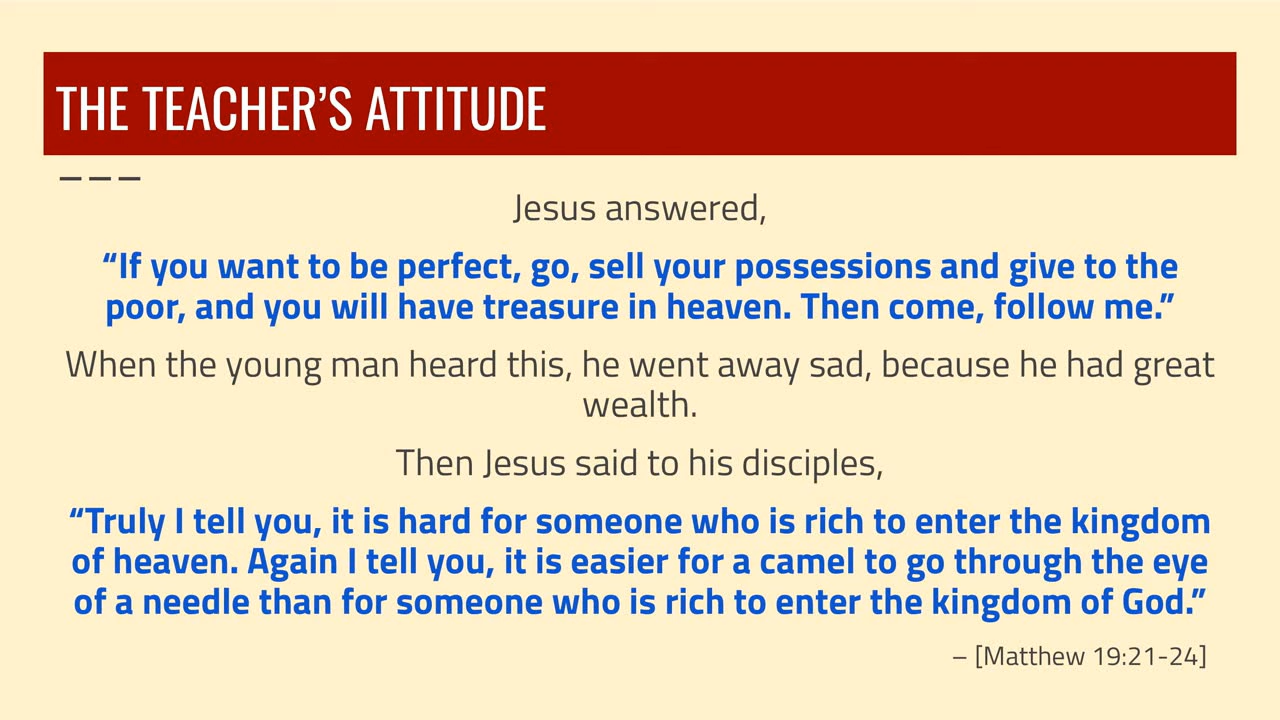 THE TEACHER’S ATTITUDE
Jesus answered,
“If you want to be perfect, go, sell your possessions and give to the
poor, and you will have treasure in heaven. Then come, follow me.”
When the young man heard this, he went away sad, because he had great
wealth.
Then Jesus said to his disciples,
“Truly I tell you, it is hard for someone who is rich to enter the kingdom
of heaven. Again I tell you, it is easier for a camel to go through the eye
of a needle than for someone who is rich to enter the kingdom of God.”
– [Matthew 19:21-24]